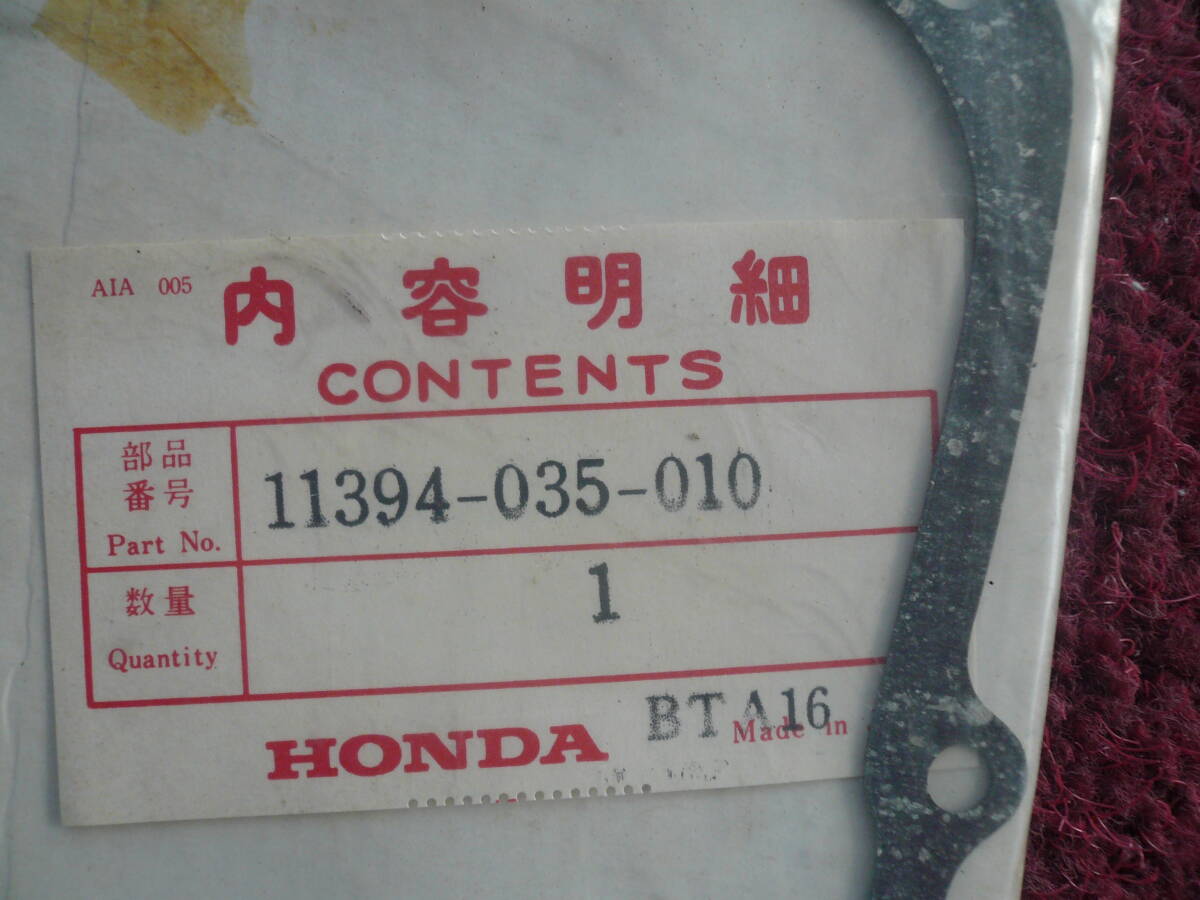 AIA 005
内容明細
CONTENTS
部品
番号
Part No.
11394-035-010
数量
Quantity
1
BTA16
HONDA
Made in